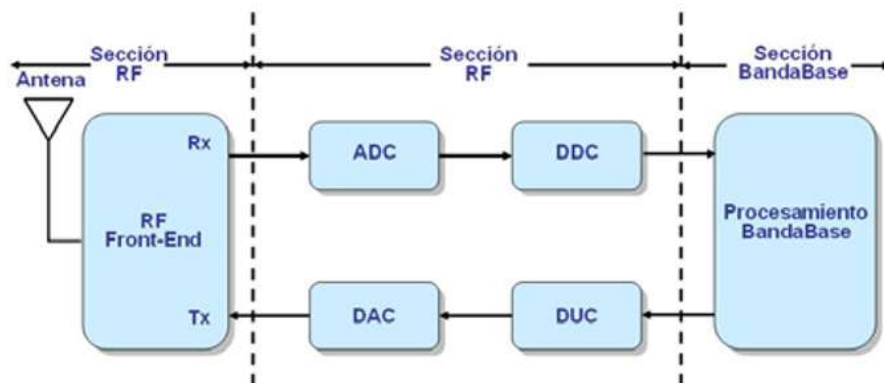 Sección
RF
Sección
RF
Sección
BandaBase
Antena
Rx
ADC
DDC
RF
Front-End
Procesamiento
BandaBase
Tx
DAC
DUC